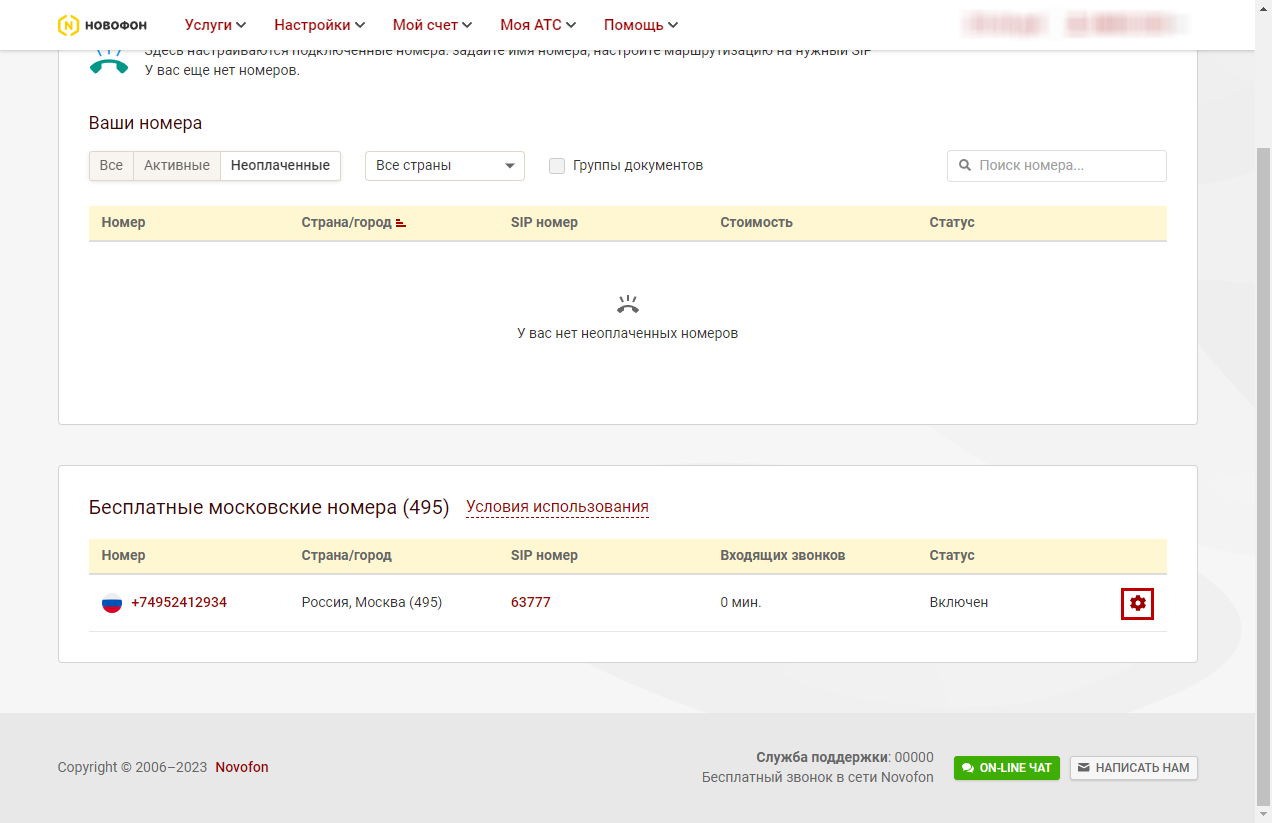 НОВОФОН Услуги Настройки Мой счет Моя АТС Помощь
Здесь настраиваются подключенные номера: задайте имя номера, настройте маршрутизацию на нужный SIP
У вас еще нет номеров.
Ваши номера
Все Активные Неоплаченные Все страны Группы документов Поиск номера...
Номер Страна/город SIP номер Стоимость Статус
У вас нет неоплаченных номеров
Бесплатные московские номера (495) Условия использования
Номер Страна/город SIP номер Входящих звонков Статус
+74952412934 Россия, Москва (495) 63777 0 мин. Включен
Служба поддержки: 00000
Copyright © 2006–2023 Novofon ON-LINE ЧАТ НАПИСАТЬ НАМ
Бесплатный звонок в сети Novofon